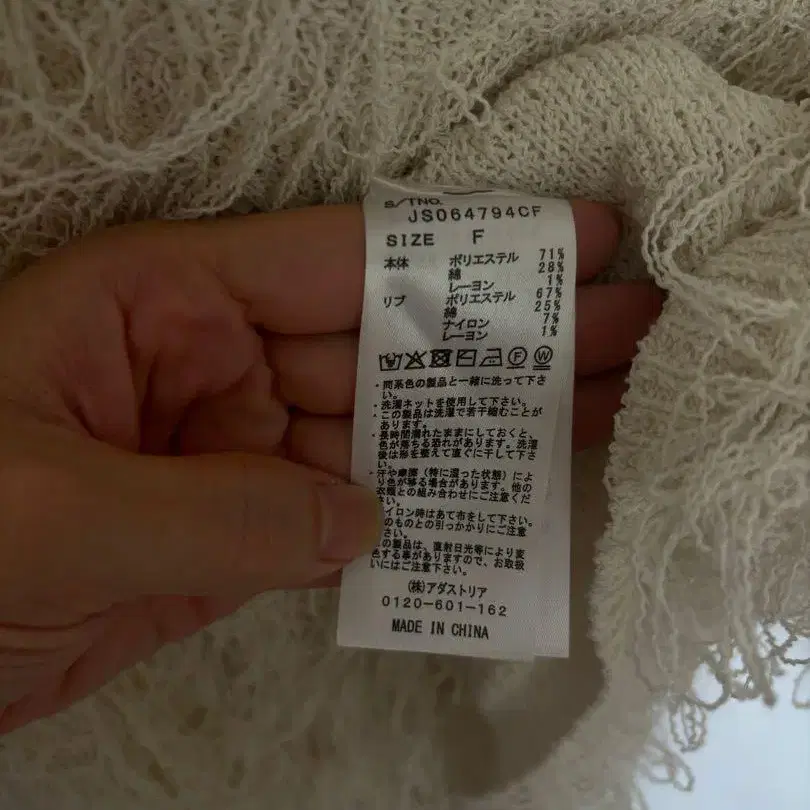 S/TNO.
JS064794CF
SIZE F
本体 ポリエステル 71%
綿 28%
レーヨン 1%
リブ ポリエステル 67%
綿 25%
ナイロン 7%
レーヨン 1%
・同系色の製品と一緒に洗って下さ
い。
・洗濯ネットを使用して下さい。
・この製品は洗濯で若干縮むことが
あります。
・長時間濡れたままにしておくと、
色が落ちる恐れがあります。洗濯
後は形を整えて直ぐに干して下さ
い。
・汗や摩擦（特に湿った状態）によ
り色が移る場合があります。他の
衣類との組み合わせにご注意くだ
さい。
イロン時はあて布をして下さい。
のものとの引っかかりにご注意
さい。
の製品は、直射日光等により変
色する事がありますので、お取扱
いにはご注意下さい。
(株)アダストリア
0120-601-162
MADE IN CHINA